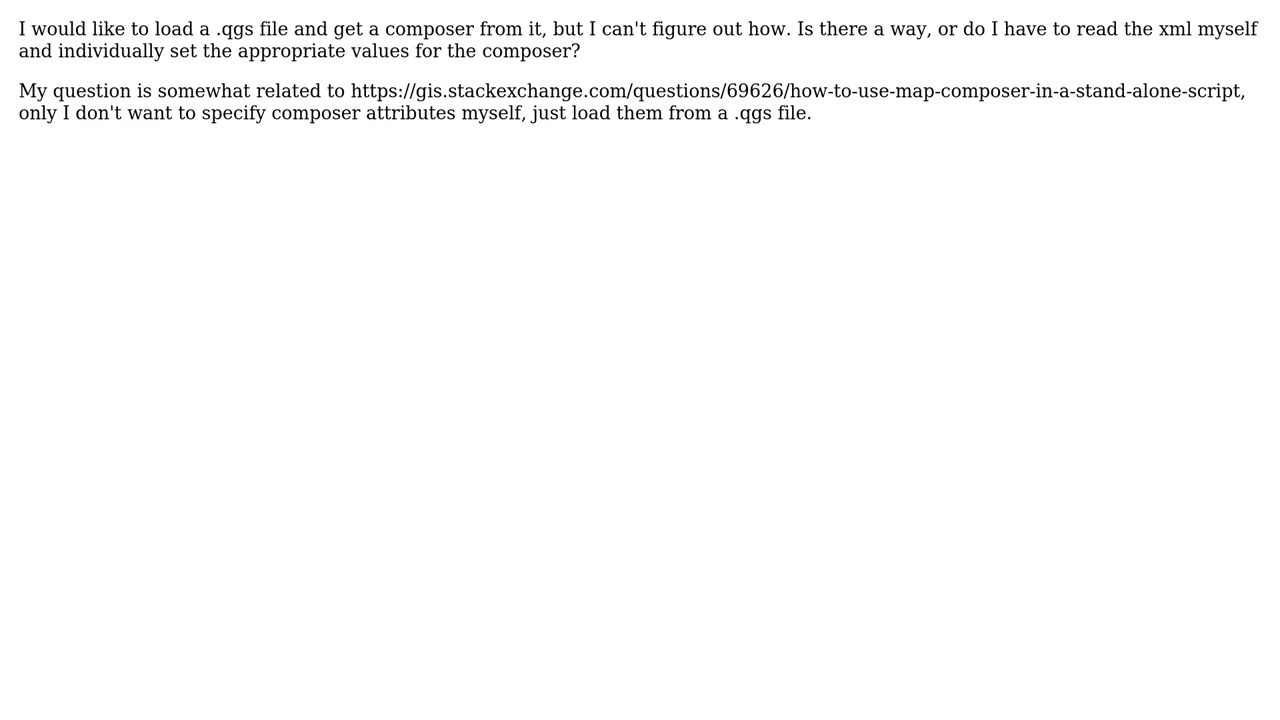 I would like to load a .qgs file and get a composer from it, but I can't figure out how. Is there a way, or do I have to read the xml myself
and individually set the appropriate values for the composer?
My question is somewhat related to https://gis.stackexchange.com/questions/69626/how-to-use-map-composer-in-a-stand-alone-script,
only I don't want to specify composer attributes myself, just load them from a .qgs file.